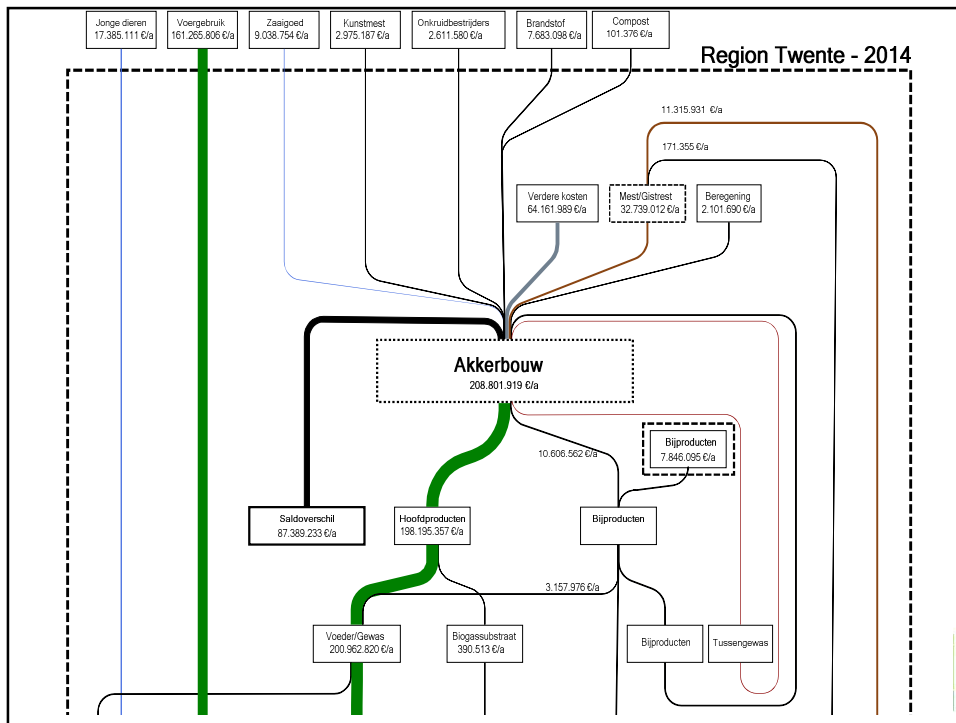 Jonge dieren
17.385.111 €/a
Voergebruik
161.265.806 €/a
Zaaigoed
9.038.754 €/a
Kunstmest
2.975.187 €/a
Onkruidbestrijders
2.611.580 €/a
Brandstof
7.683.098 €/a
Compost
101.376 €/a
Region Twente - 2014
11.315.931 €/a
171.355 €/a
Verdere kosten
64.161.989 €/a
Mest/Gistrest
32.739.012 €/a
Beregening
2.101.690 €/a
Akkerbouw
208.801.919 €/a
10.606.562 €/a
Bijproducten
7.846.095 €/a
Saldoverschil
87.389.233 €/a
Hoofdproducten
198.195.357 €/a
Bijproducten
3.157.976 €/a
Voeder/Gewas
200.962.820 €/a
Biogassubstraat
390.513 €/a
Bijproducten
Tussengewas